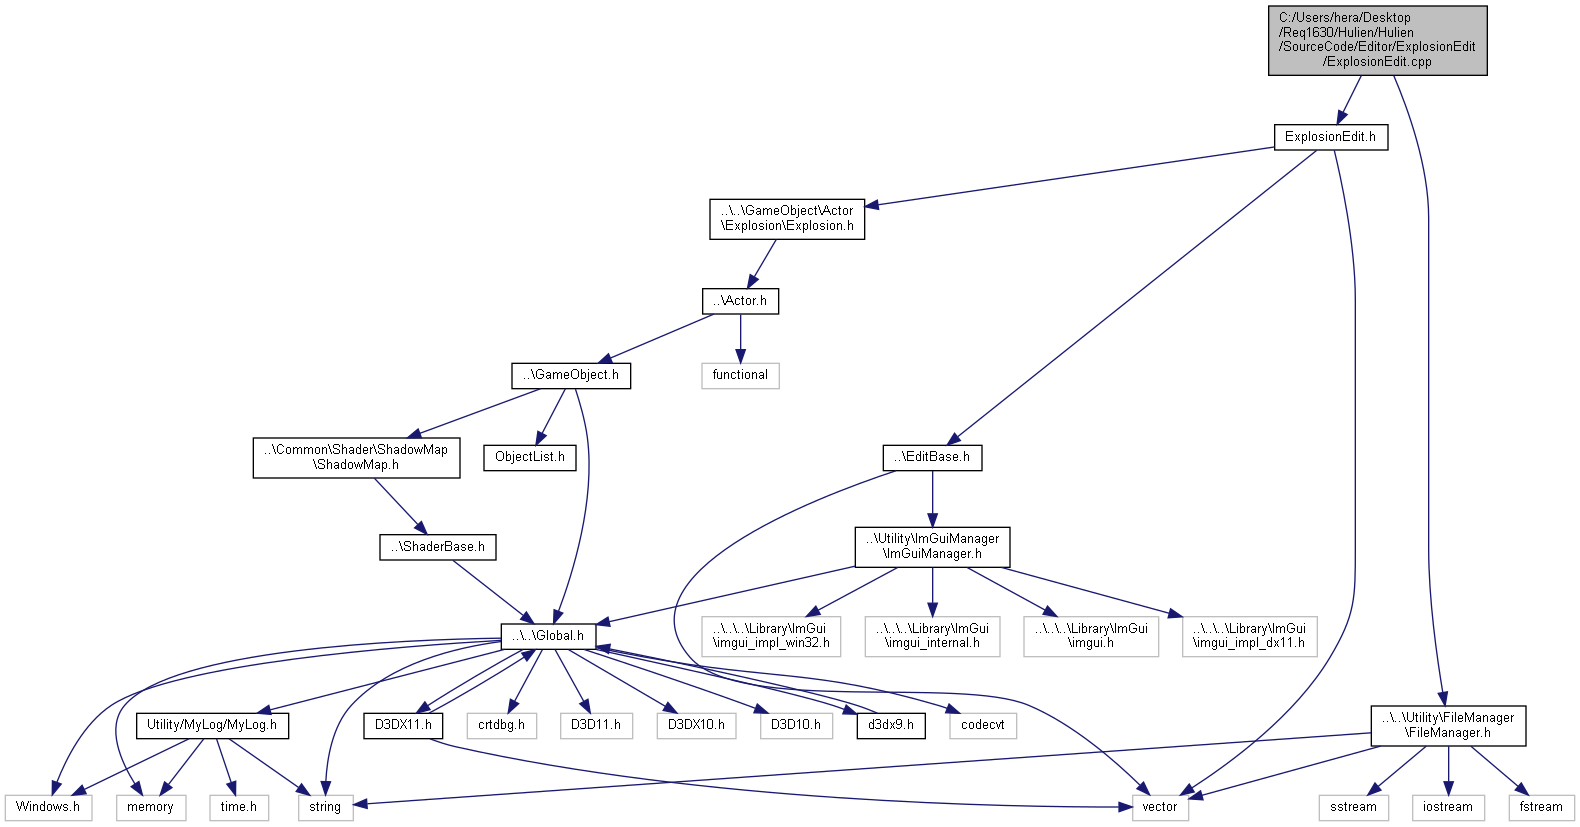 C:/Users/hera/Desktop
/Req1630/Hulien/Hulien
/SourceCode/Editor/ExplosionEdit
/ExplosionEdit.cpp
ExplosionEdit.h
..\..\GameObject\Actor
\Explosion\Explosion.h
..\Actor.h
..\GameObject.h
functional
..\Common\Shader\ShadowMap
\ShadowMap.h
ObjectList.h
..\EditBase.h
..\ShaderBase.h
..\Utility\ImGuiManager
\ImGuiManager.h
..\..\Global.h
..\..\..\Library\ImGui
\imgui_impl_win32.h
..\..\..\Library\ImGui
\imgui_internal.h
..\..\..\Library\ImGui
\imgui.h
..\..\..\Library\ImGui
\imgui_impl_dx11.h
Utility/MyLog/MyLog.h
D3DX11.h
crtdbg.h
D3D11.h
D3DX10.h
D3D10.h
d3dx9.h
codecvt
..\..\Utility\FileManager
\FileManager.h
Windows.h
memory
time.h
string
vector
sstream
iostream
fstream